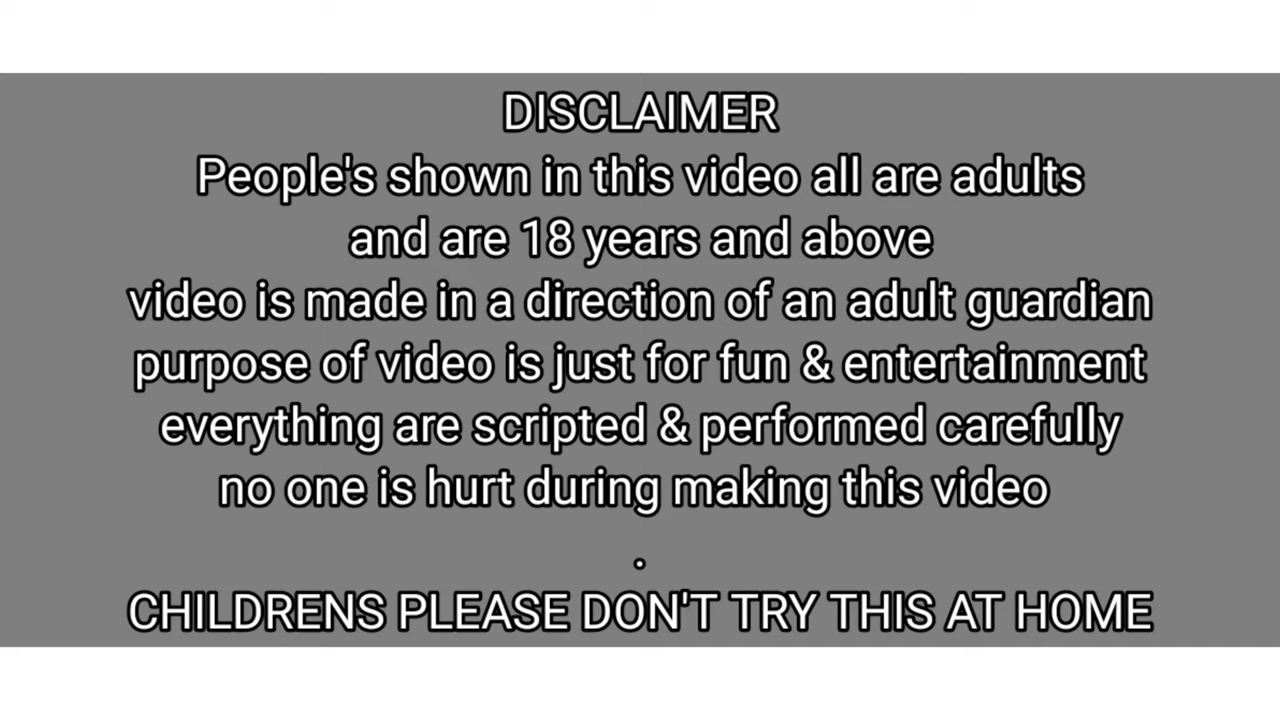 DISCLAIMER
People's shown in this video all are adults
and are 18 years and above
video is made in a direction of an adult guardian
purpose of video is just for fun & entertainment
everything are scripted & performed carefully
no one is hurt during making this video
.
CHILDRENS PLEASE DON'T TRY THIS AT HOME